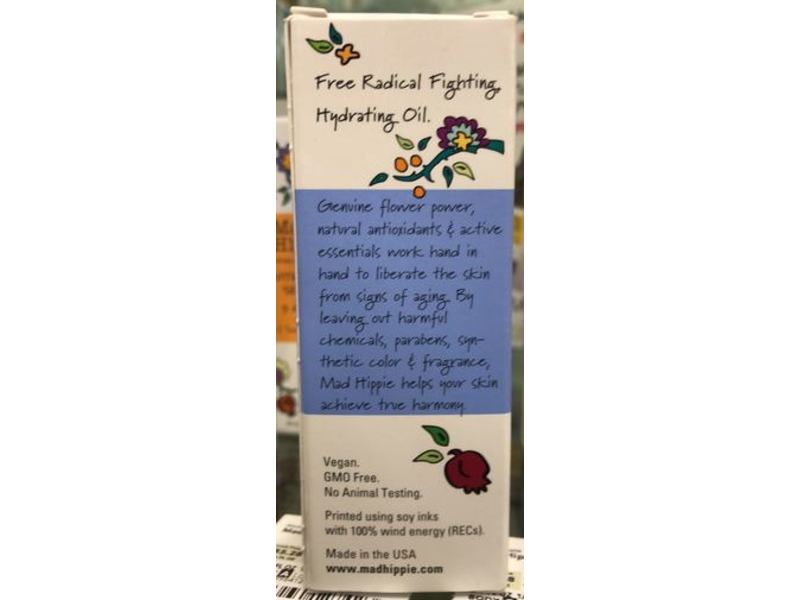 Free Radical Fighting,
Hydrating Oil.
Genuine flower power,
natural antioxidants & active
essentials work hand in
hand to liberate the skin
from signs of aging. By
leaving out harmful
chemicals, parabens, syn-
thetic color & fragrance,
Mad Hippie helps your skin
achieve true harmony.
Vegan.
GMO Free.
No Animal Testing.
Printed using soy inks
with 100% wind energy (RECs).
Made in the USA
www.madhippie.com